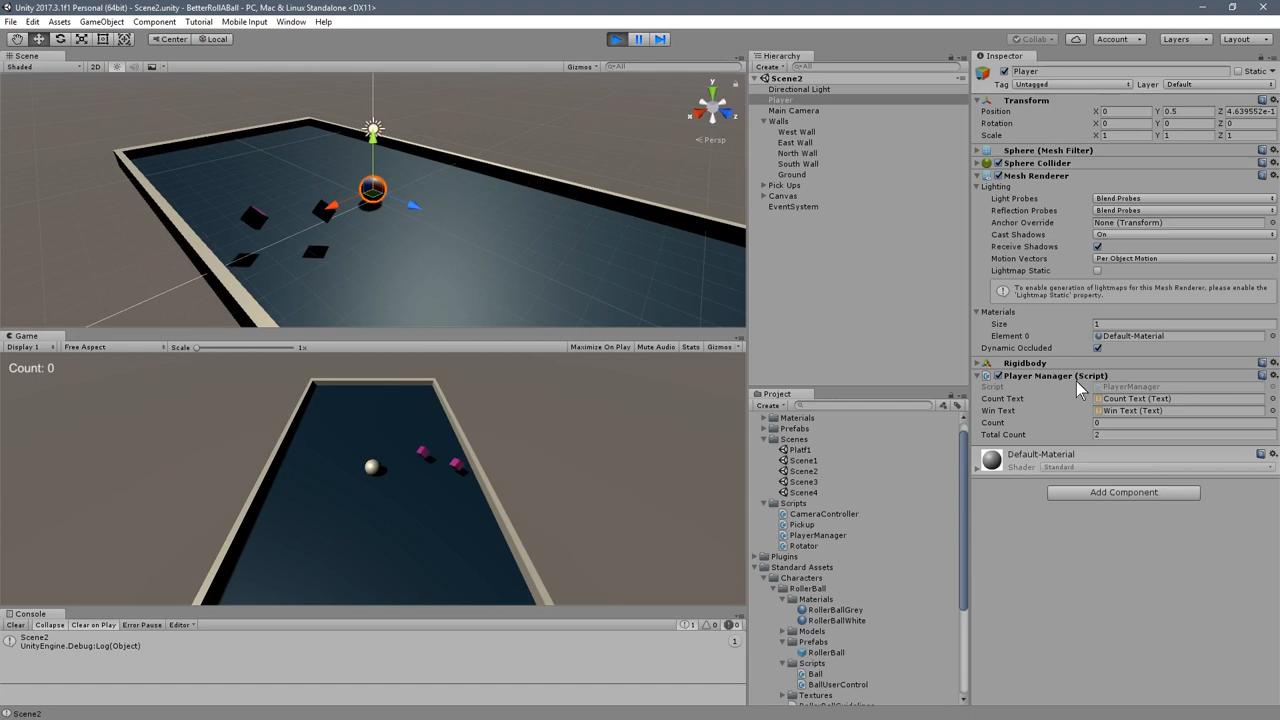 Unity 2017.3.1f1 Personal (64bit) - Scene2.unity - BetterRollABall - PC, Mac & Linux Standalone <DX11>
File Edit Assets GameObject Component Tutorial Mobile Input Window Help
Center Local Collab Account Layers Layout
Scene
Shaded 2D Gizmos All
y
x z
Persp
Game
Display 1 Free Aspect Scale 1x Maximize On Play Mute Audio Stats Gizmos
Count: 0
Console
Clear Collapse Clear on Play Error Pause Editor 1 0 0
Scene2
UnityEngine.Debug:Log(Object)
1
Scene2
Hierarchy
Create All
Scene2
Directional Light
Player
Main Camera
Walls
West Wall
East Wall
North Wall
South Wall
Ground
Pick Ups
Canvas
EventSystem
Project
Create
Materials
Prefabs
Scenes
Platf1
Scene1
Scene2
Scene3
Scene4
Scripts
CameraController
Pickup
PlayerManager
Rotator
Plugins
Standard Assets
Characters
RollerBall
Materials
RollerBallGrey
RollerBallWhite
Models
Prefabs
RollerBall
Scripts
Ball
BallUserControl
Textures
Inspector
Player Static
Tag Untagged Layer Default
Transform
Position X 0 Y 0.5 Z 4.639552e-1
Rotation X 0 Y 0 Z 0
Scale X 1 Y 1 Z 1
Sphere (Mesh Filter)
Sphere Collider
Mesh Renderer
Lighting
Light Probes Blend Probes
Reflection Probes Blend Probes
Anchor Override None (Transform)
Cast Shadows On
Receive Shadows
Motion Vectors Per Object Motion
Lightmap Static
To enable generation of lightmaps for this Mesh Renderer, please enable the
'Lightmap Static' property.
Materials
Size 1
Element 0 Default-Material
Dynamic Occluded
Rigidbody
Player Manager (Script)
Script PlayerManager
Count Text Count Text (Text)
Win Text Win Text (Text)
Count 0
Total Count 2
Default-Material
Shader Standard
Add Component